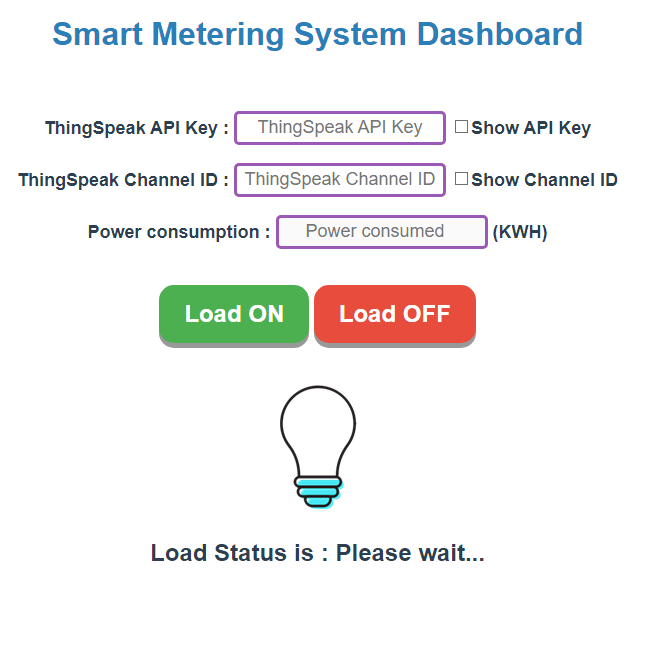 Smart Metering System Dashboard
ThingSpeak API Key : ThingSpeak API Key Show API Key
ThingSpeak Channel ID : ThingSpeak Channel ID Show Channel ID
Power consumption : Power consumed (KWH)
Load ON Load OFF
Load Status is : Please wait...